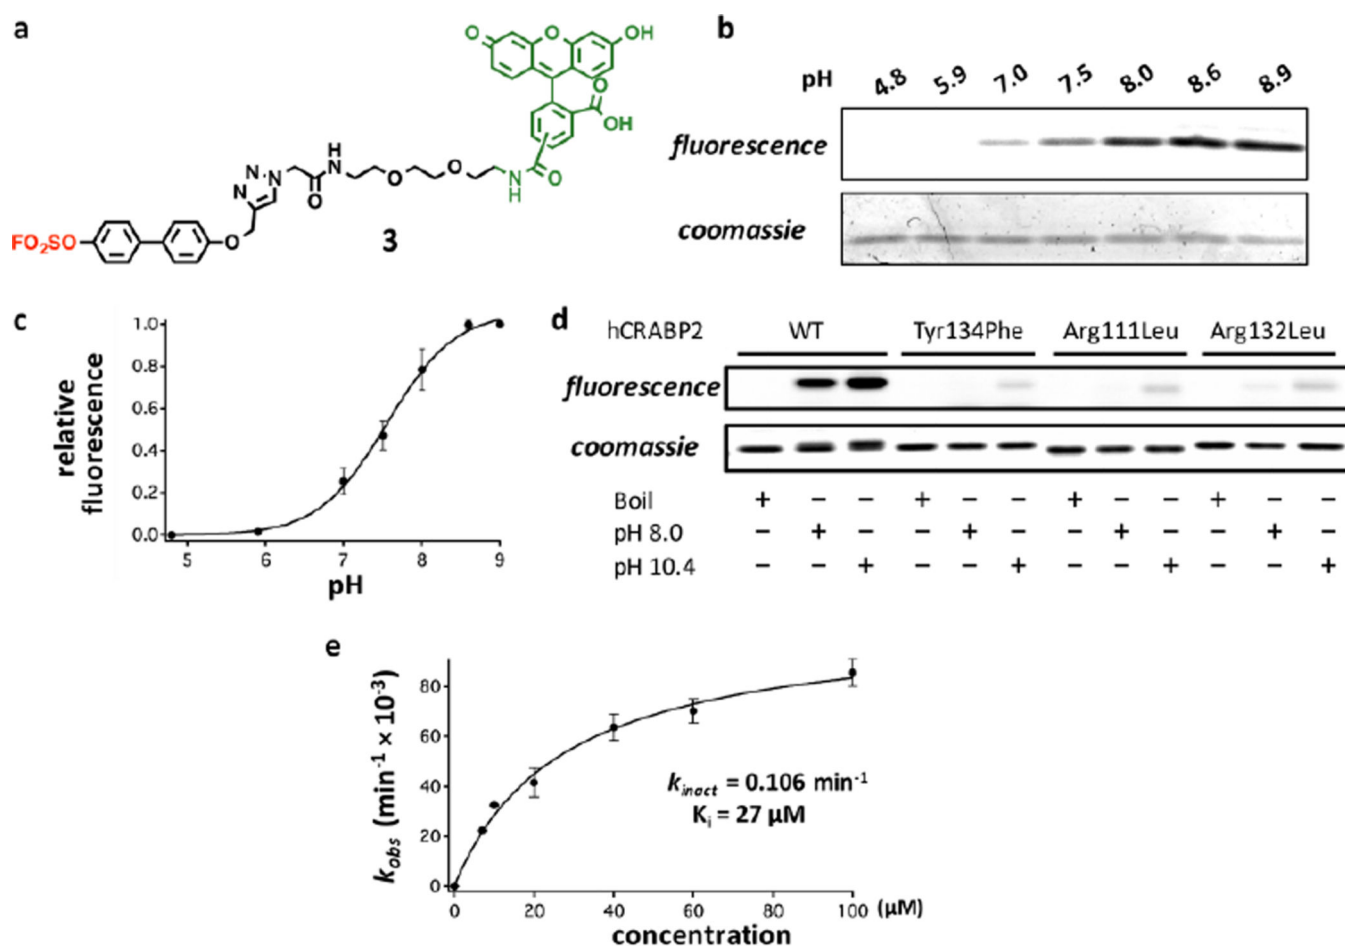 a
O
O
OH
O
OH
N
N
N
O
H
N
O
O
N
H
O
FO₂SO
O
3
b
pH 4.8 5.9 7.0 7.5 8.0 8.6 8.9
fluorescence
coomassie
c
relative
fluorescence
1.0
0.8
0.6
0.4
0.2
0.0
5 6 7 8 9
pH
d
hCRABP2 WT Tyr134Phe Arg111Leu Arg132Leu
fluorescence
coomassie
Boil + − − + − − + − − + − −
pH 8.0 − + − − + − − + − − + −
pH 10.4 − − + − − + − − + − − +
e
k_obs (min⁻¹ × 10⁻³)
80
60
40
20
0
k_inact = 0.106 min⁻¹
Kᵢ = 27 µM
0 20 40 60 80 100 (µM)
concentration